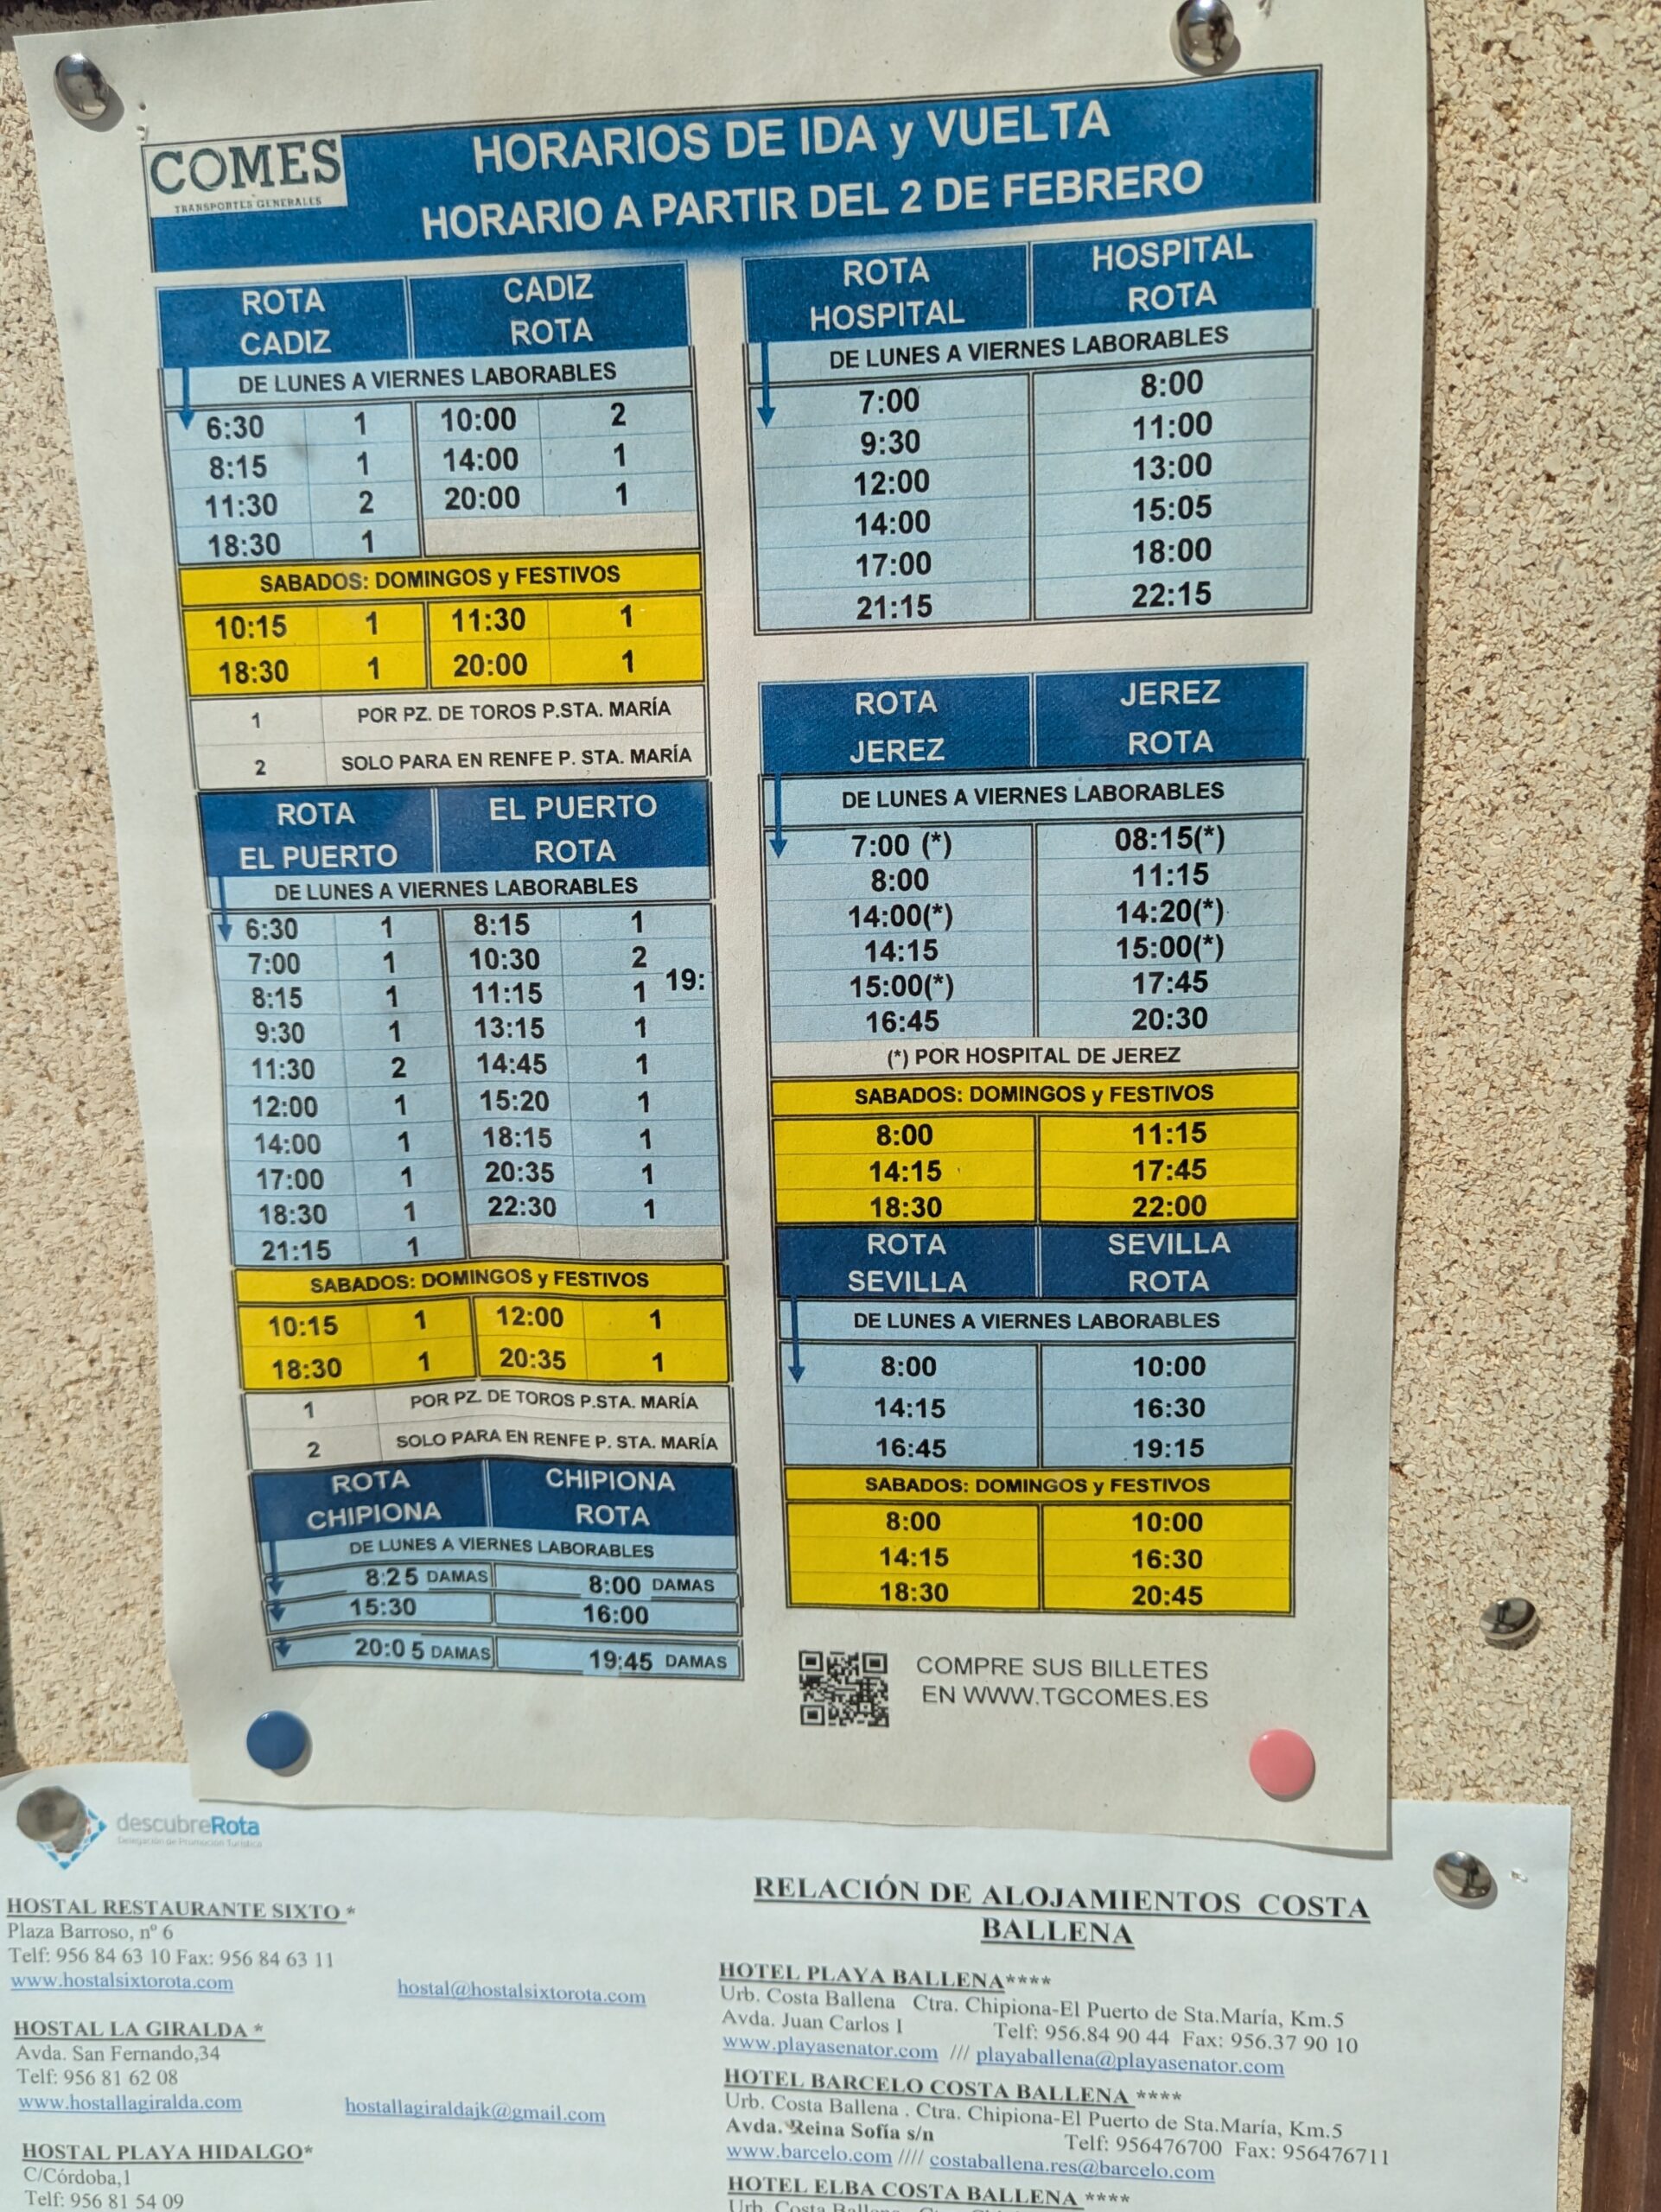 COMES
TRANSPORTES GENERALES
HORARIOS DE IDA y VUELTA
HORARIO A PARTIR DEL 2 DE FEBRERO
ROTA CADIZ
CADIZ ROTA
DE LUNES A VIERNES LABORABLES
6:30 1 10:00 2
8:15 1 14:00 1
11:30 2 20:00 1
18:30 1
SABADOS: DOMINGOS y FESTIVOS
10:15 1 11:30 1
18:30 1 20:00 1
1 POR PZ. DE TOROS P.STA. MARÍA
2 SOLO PARA EN RENFE P. STA. MARÍA
ROTA EL PUERTO
EL PUERTO ROTA
DE LUNES A VIERNES LABORABLES
6:30 1 8:15 1
7:00 1 10:30 2
19:
8:15 1 11:15 1
9:30 1 13:15 1
11:30 2 14:45 1
12:00 1 15:20 1
14:00 1 18:15 1
17:00 1 20:35 1
18:30 1 22:30 1
21:15 1
SABADOS: DOMINGOS y FESTIVOS
10:15 1 12:00 1
18:30 1 20:35 1
1 POR PZ. DE TOROS P.STA. MARÍA
2 SOLO PARA EN RENFE P. STA. MARÍA
ROTA CHIPIONA
CHIPIONA ROTA
DE LUNES A VIERNES LABORABLES
8:25 DAMAS 8:00 DAMAS
15:30 16:00
20:05 DAMAS 19:45 DAMAS
ROTA HOSPITAL
HOSPITAL ROTA
DE LUNES A VIERNES LABORABLES
7:00 8:00
9:30 11:00
12:00 13:00
14:00 15:05
17:00 18:00
21:15 22:15
ROTA JEREZ
JEREZ ROTA
DE LUNES A VIERNES LABORABLES
7:00 (*) 08:15(*)
8:00 11:15
14:00(*) 14:20(*)
14:15 15:00(*)
15:00(*) 17:45
16:45 20:30
(*) POR HOSPITAL DE JEREZ
SABADOS: DOMINGOS y FESTIVOS
8:00 11:15
14:15 17:45
18:30 22:00
ROTA SEVILLA
SEVILLA ROTA
DE LUNES A VIERNES LABORABLES
8:00 10:00
14:15 16:30
16:45 19:15
SABADOS: DOMINGOS y FESTIVOS
8:00 10:00
14:15 16:30
18:30 20:45
COMPRE SUS BILLETES
EN WWW.TGCOMES.ES
descubreRota
Delegación de Promoción Turística
HOSTAL RESTAURANTE SIXTO *
Plaza Barroso, nº 6
Telf: 956 84 63 10 Fax: 956 84 63 11
www.hostalsixtorota.com hostal@hostalsixtorota.com
HOSTAL LA GIRALDA *
Avda. San Fernando,34
Telf: 956 81 62 08
www.hostallagiralda.com hostallagiraldajk@gmail.com
HOSTAL PLAYA HIDALGO*
C/Córdoba,1
Telf: 956 81 54 09
RELACIÓN DE ALOJAMIENTOS COSTA
BALLENA
HOTEL PLAYA BALLENA****
Urb. Costa Ballena Ctra. Chipiona-El Puerto de Sta.María, Km.5
Avda. Juan Carlos I Telf: 956.84 90 44 Fax: 956.37 90 10
www.playasenator.com /// playaballena@playasenator.com
HOTEL BARCELO COSTA BALLENA ****
Urb. Costa Ballena . Ctra. Chipiona-El Puerto de Sta.María, Km.5
Avda. Reina Sofía s/n Telf: 956476700 Fax: 956476711
www.barcelo.com //// costaballena.res@barcelo.com
HOTEL ELBA COSTA BALLENA ****
Urb. Costa